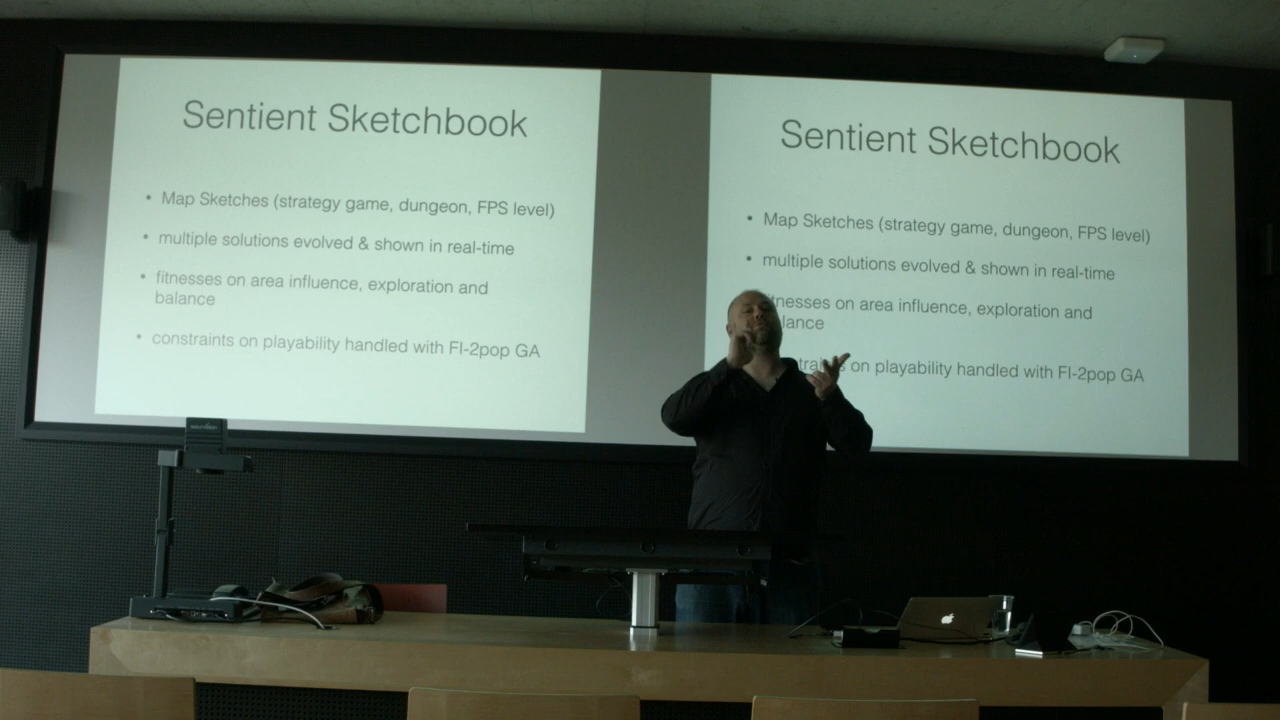 Sentient Sketchbook
• Map Sketches (strategy game, dungeon, FPS level)
• multiple solutions evolved & shown in real-time
• fitnesses on area influence, exploration and
balance
• constraints on playability handled with FI-2pop GA
Sentient Sketchbook
• Map Sketches (strategy game, dungeon, FPS level)
• multiple solutions evolved & shown in real-time
tnesses on area influence, exploration and
lance
on playability handled with FI-2pop GA